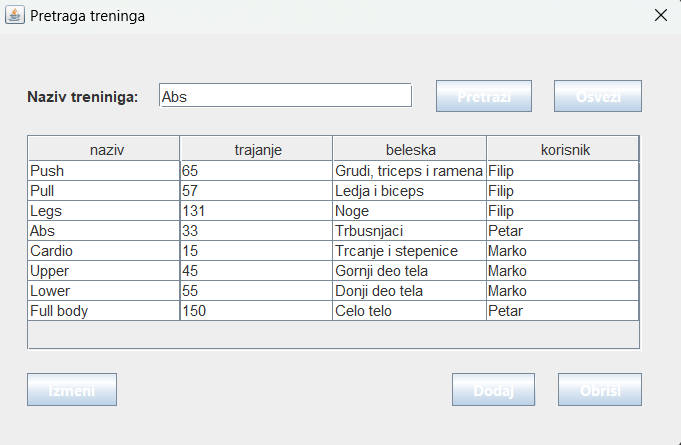 Pretraga treninga
Naziv treniniga: Abs Pretraži Osveži
naziv trajanje beleska korisnik
Push 65 Grudi, triceps i ramena Filip
Pull 57 Ledja i biceps Filip
Legs 131 Noge Filip
Abs 33 Trbusnjaci Petar
Cardio 15 Trcanje i stepenice Marko
Upper 45 Gornji deo tela Marko
Lower 55 Donji deo tela Marko
Full body 150 Celo telo Petar
Izmeni Dodaj Obriši